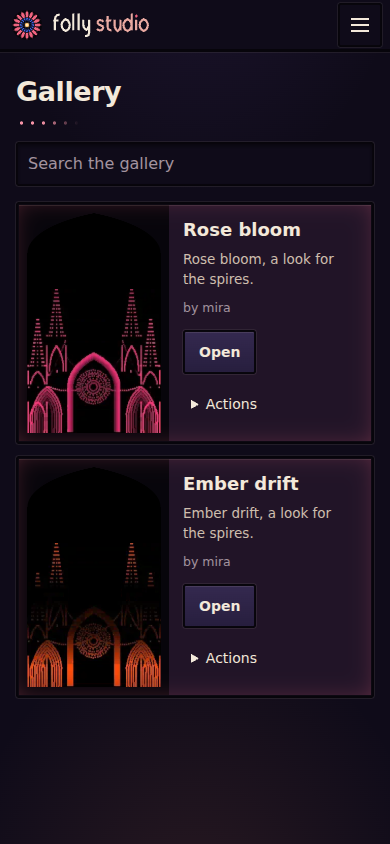 folly studio
Gallery
Search the gallery
Rose bloom
Rose bloom, a look for
the spires.
by mira
Open
Actions
Ember drift
Ember drift, a look for
the spires.
by mira
Open
Actions